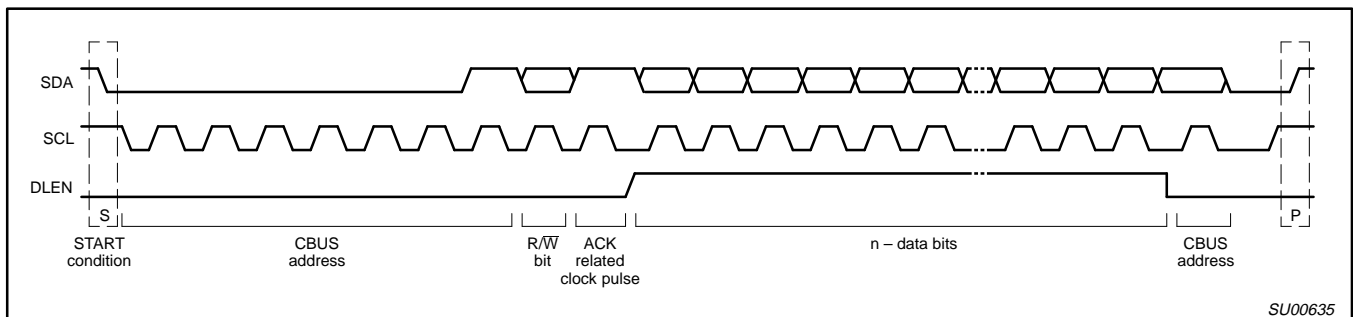 SDA
SCL
DLEN
S
P
START
condition
CBUS
address
R/W̅
bit
ACK
related
clock pulse
n – data bits
CBUS
address
SU00635